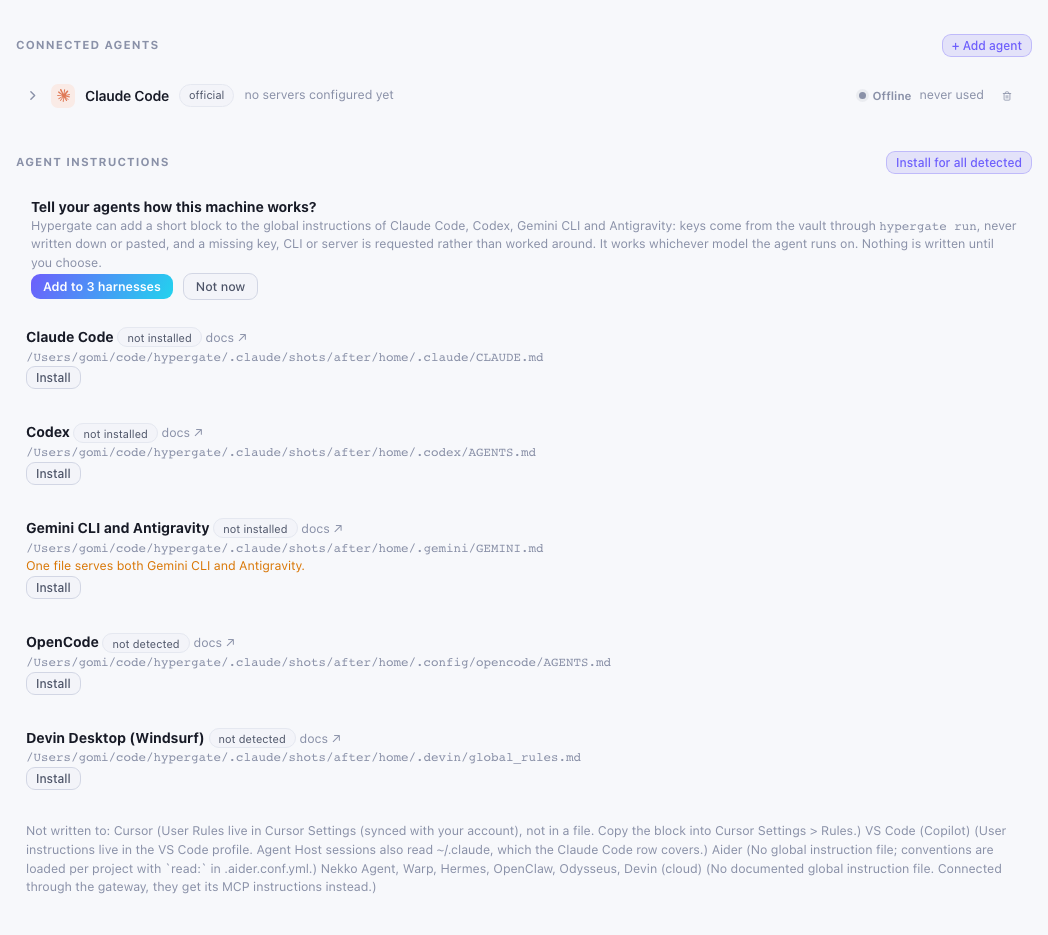 CONNECTED AGENTS
+ Add agent
Claude Code official no servers configured yet
Offline never used
AGENT INSTRUCTIONS
Install for all detected
Tell your agents how this machine works?
Hypergate can add a short block to the global instructions of Claude Code, Codex, Gemini CLI and Antigravity: keys come from the vault through hypergate run, never
written down or pasted, and a missing key, CLI or server is requested rather than worked around. It works whichever model the agent runs on. Nothing is written until
you choose.
Add to 3 harnesses Not now
Claude Code not installed docs ↗
/Users/gomi/code/hypergate/.claude/shots/after/home/.claude/CLAUDE.md
Install
Codex not installed docs ↗
/Users/gomi/code/hypergate/.claude/shots/after/home/.codex/AGENTS.md
Install
Gemini CLI and Antigravity not installed docs ↗
/Users/gomi/code/hypergate/.claude/shots/after/home/.gemini/GEMINI.md
One file serves both Gemini CLI and Antigravity.
Install
OpenCode not detected docs ↗
/Users/gomi/code/hypergate/.claude/shots/after/home/.config/opencode/AGENTS.md
Install
Devin Desktop (Windsurf) not detected docs ↗
/Users/gomi/code/hypergate/.claude/shots/after/home/.devin/global_rules.md
Install
Not written to: Cursor (User Rules live in Cursor Settings (synced with your account), not in a file. Copy the block into Cursor Settings > Rules.) VS Code (Copilot) (User
instructions live in the VS Code profile. Agent Host sessions also read ~/.claude, which the Claude Code row covers.) Aider (No global instruction file; conventions are
loaded per project with `read:` in .aider.conf.yml.) Nekko Agent, Warp, Hermes, OpenClaw, Odysseus, Devin (cloud) (No documented global instruction file. Connected
through the gateway, they get its MCP instructions instead.)